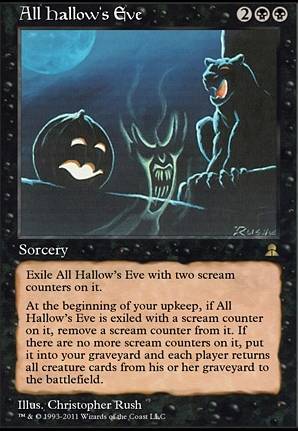 All Hallow's Eve 2
RUSH
Sorcery
Exile All Hallow's Eve with two scream
counters on it.
At the beginning of your upkeep, if All
Hallow's Eve is exiled with a scream counter
on it, remove a scream counter from it. If
there are no more scream counters on it, put
it into your graveyard and each player returns
all creature cards from his or her graveyard to
the battlefield.
Illus. Christopher Rush
™ & © 1993-2011 Wizards of the Coast LLC